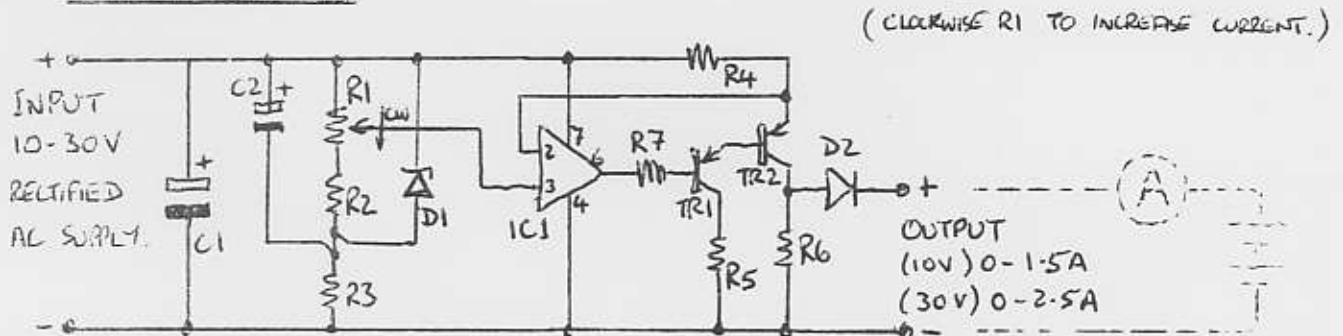 (CLOCKWISE R1 TO INCREASE CURRENT.)
+
R4
C2 +
R1
CW
INPUT
10-30V
RECTIFIED
AC SUPPLY.
+
C1
R2
D1
R3
2
3
7
6
4
IC1
R7
TR1
TR2
D2
+
A
R5
R6
OUTPUT
(10V) 0-1.5A
(30V) 0-2.5A
-
-